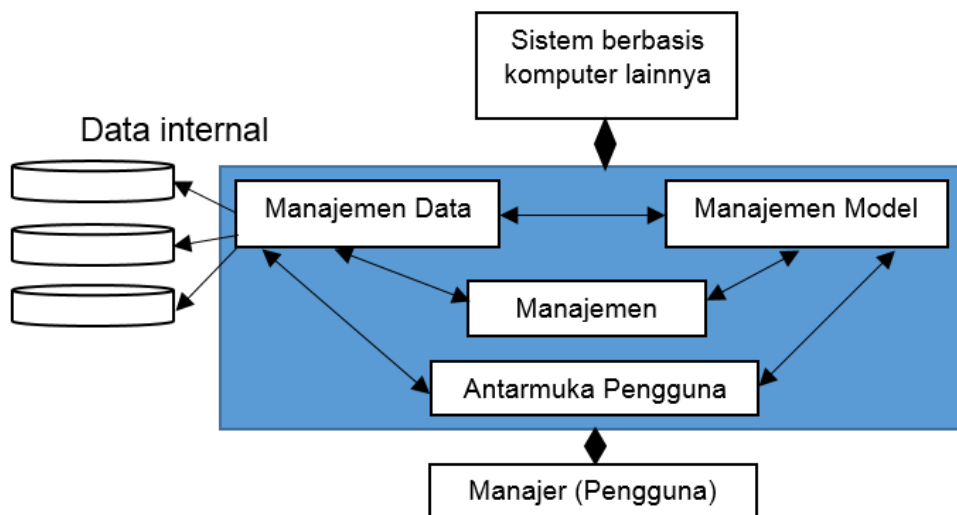 Sistem berbasis
komputer lainnya
Data internal
Manajemen Data
Manajemen Model
Manajemen
Antarmuka Pengguna
Manajer (Pengguna)